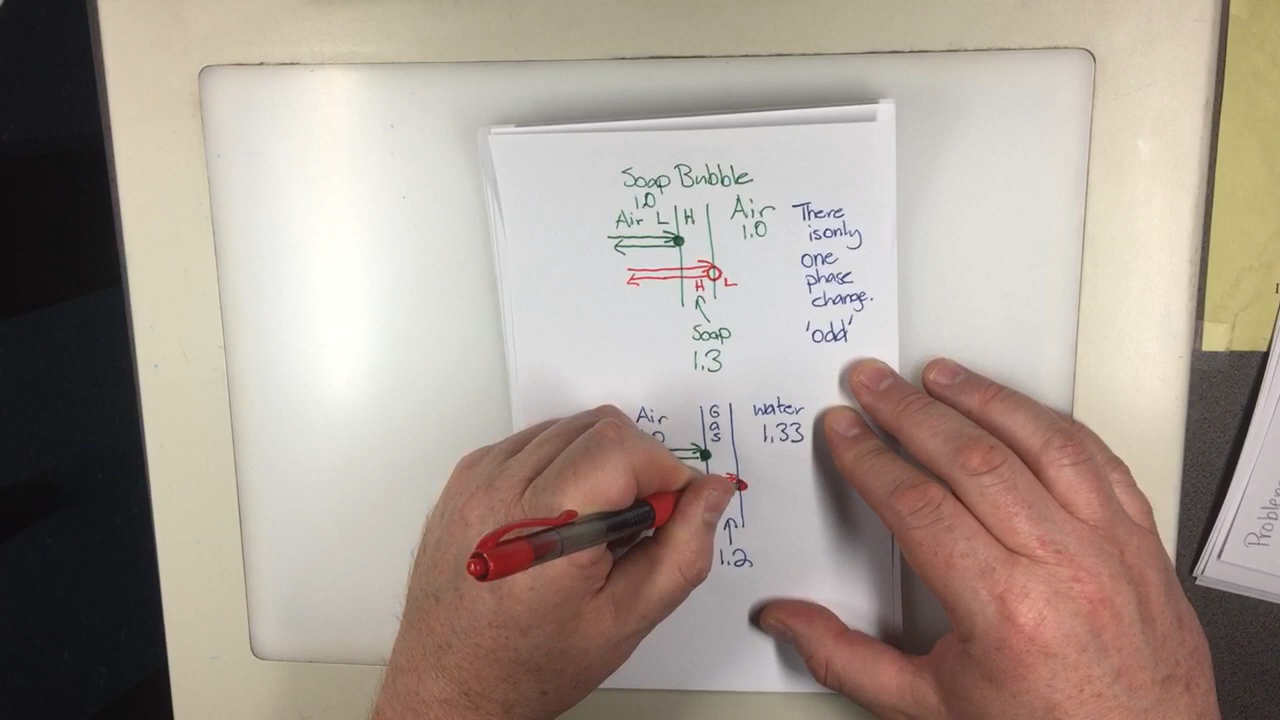 Soap Bubble
1.0
Air L H
Air
1.0
There
is only
one
phase
change.
'odd'
H L
Soap
1.3
Air
Gas
water
1.33
1.2
Problem